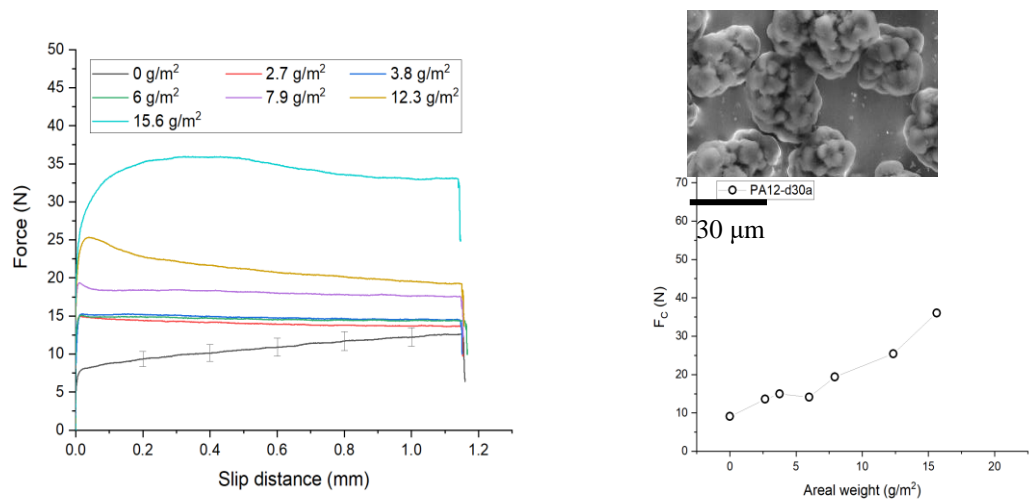 50
45
40
35
30
25
20
15
10
5
0
Force (N)
0 g/m²
2.7 g/m²
3.8 g/m²
6 g/m²
7.9 g/m²
12.3 g/m²
15.6 g/m²
0.0
0.2
0.4
0.6
0.8
1.0
1.2
Slip distance (mm)
70
60
50
40
30
20
10
0
F_C (N)
PA12-d30a
30 µm
0
5
10
15
20
Areal weight (g/m²)